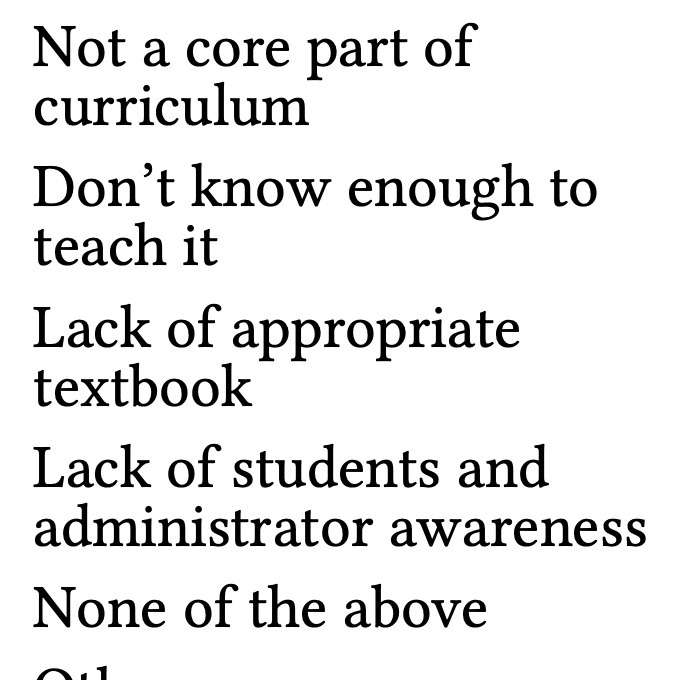 Not a core part of
curriculum
Don’t know enough to
teach it
Lack of appropriate
textbook
Lack of students and
administrator awareness
None of the above